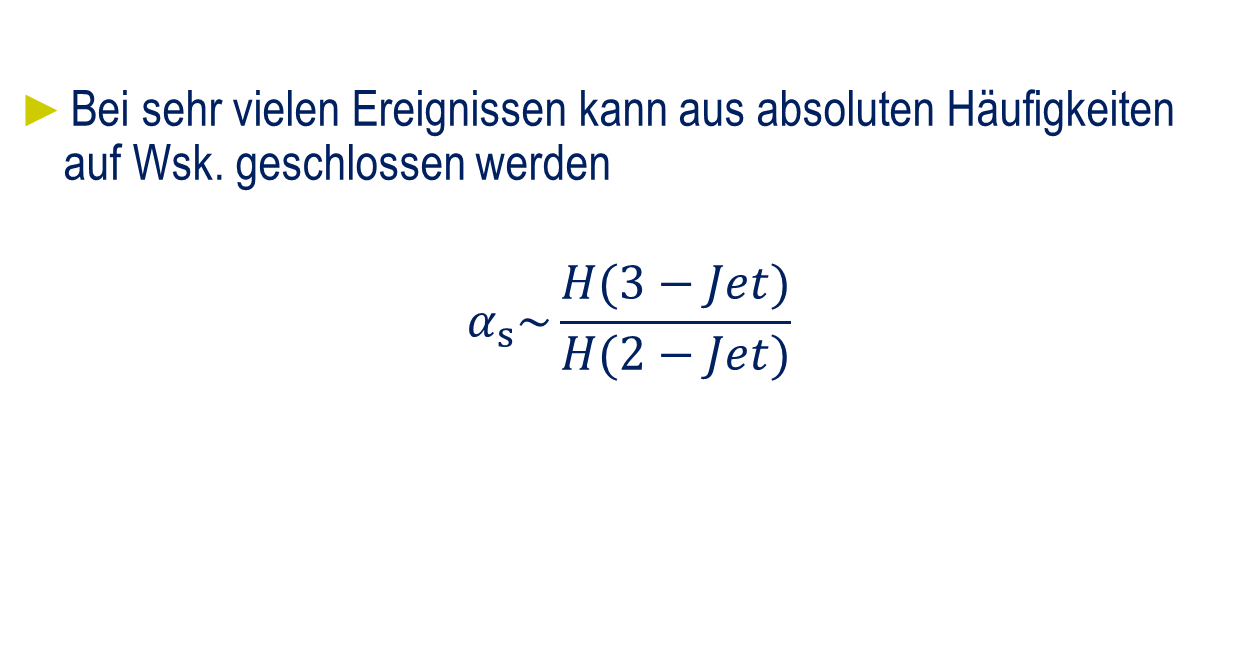 ► Bei sehr vielen Ereignissen kann aus absoluten Häufigkeiten
auf Wsk. geschlossen werden
H(3 − Jet)
αs~
H(2 − Jet)